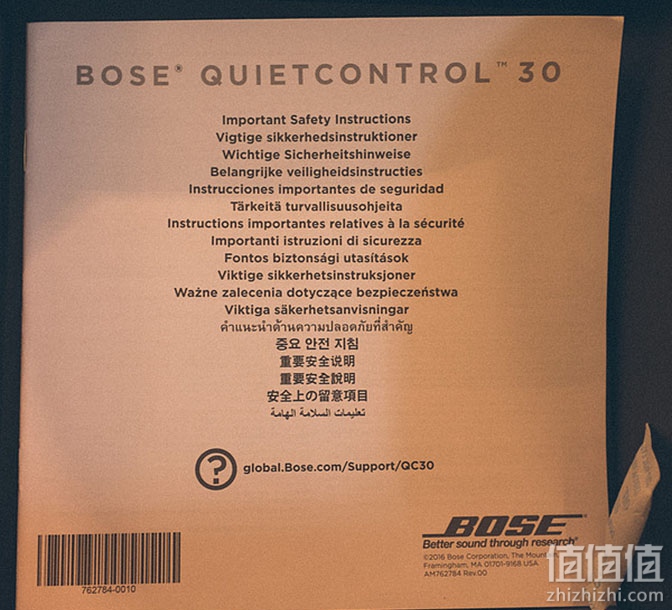 BOSE® QUIETCONTROL™ 30
Important Safety Instructions
Vigtige sikkerhedsinstruktioner
Wichtige Sicherheitshinweise
Belangrijke veiligheidsinstructies
Instrucciones importantes de seguridad
Tärkeitä turvallisuusohjeita
Instructions importantes relatives à la sécurité
Importanti istruzioni di sicurezza
Fontos biztonsági utasítások
Viktige sikkerhetsinstruksjoner
Ważne zalecenia dotyczące bezpieczeństwa
Viktiga säkerhetsanvisningar
คำแนะนำด้านความปลอดภัยที่สำคัญ
중요 안전 지침
重要安全说明
重要安全說明
安全上の留意項目
تعليمات السلامة الهامة
? global.Bose.com/Support/QC30
BOSE®
Better sound through research®
©2016 Bose Corporation, The Mountain,
Framingham, MA 01701-9168 USA
AM762784 Rev.00
762784-0010
值值值
zhizhizhi.com